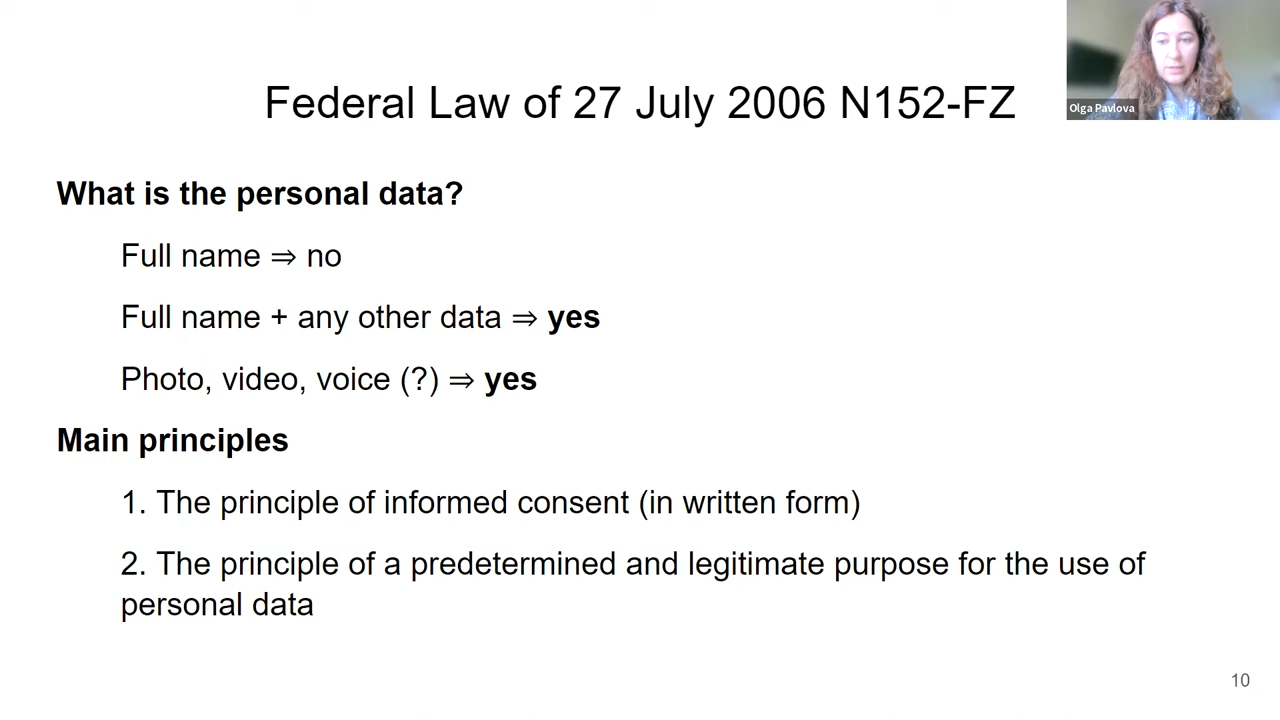 Olga Pavlova
Federal Law of 27 July 2006 N152-FZ
What is the personal data?
Full name ⇒ no
Full name + any other data ⇒ yes
Photo, video, voice (?) ⇒ yes
Main principles
1. The principle of informed consent (in written form)
2. The principle of a predetermined and legitimate purpose for the use of
personal data
10